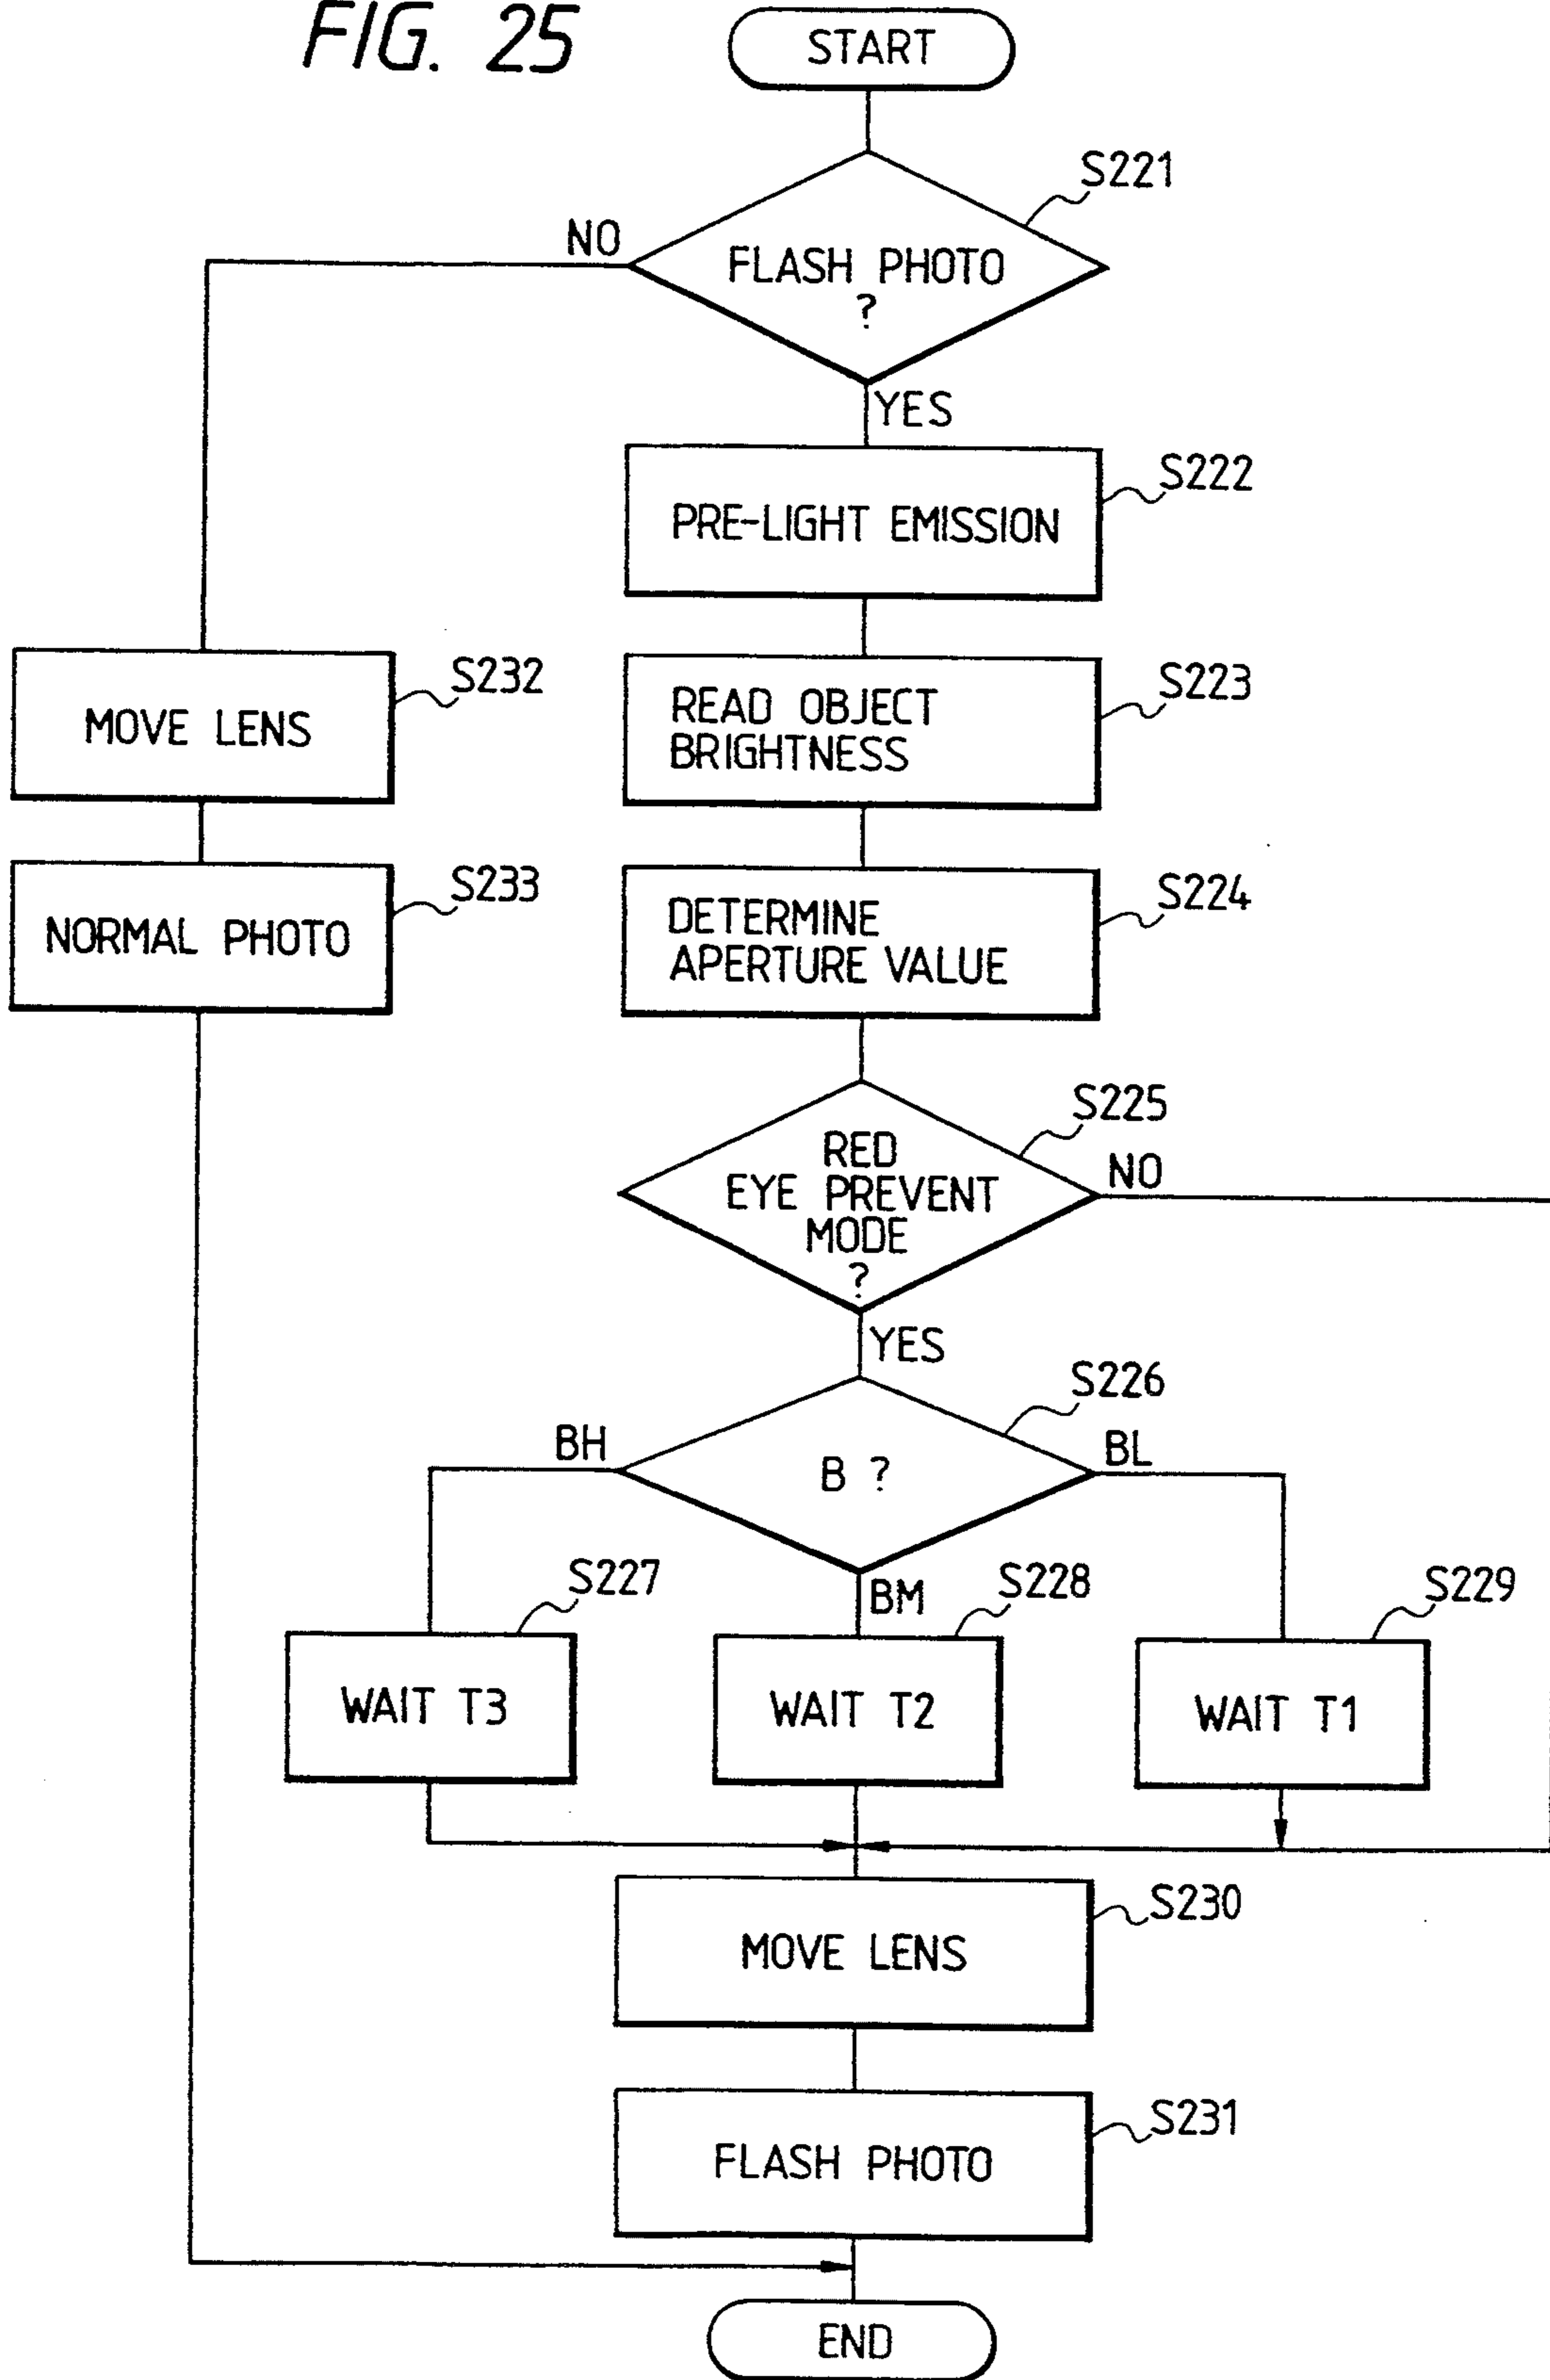 FIG. 25
START
S221
NO
FLASH PHOTO
?
YES
S222
PRE-LIGHT EMISSION
S232
MOVE LENS
S223
READ OBJECT
BRIGHTNESS
S233
NORMAL PHOTO
S224
DETERMINE
APERTURE VALUE
S225
RED
EYE PREVENT
MODE
?
NO
YES
S226
BH
B ?
BL
BM
S227
WAIT T3
S228
WAIT T2
S229
WAIT T1
S230
MOVE LENS
S231
FLASH PHOTO
END